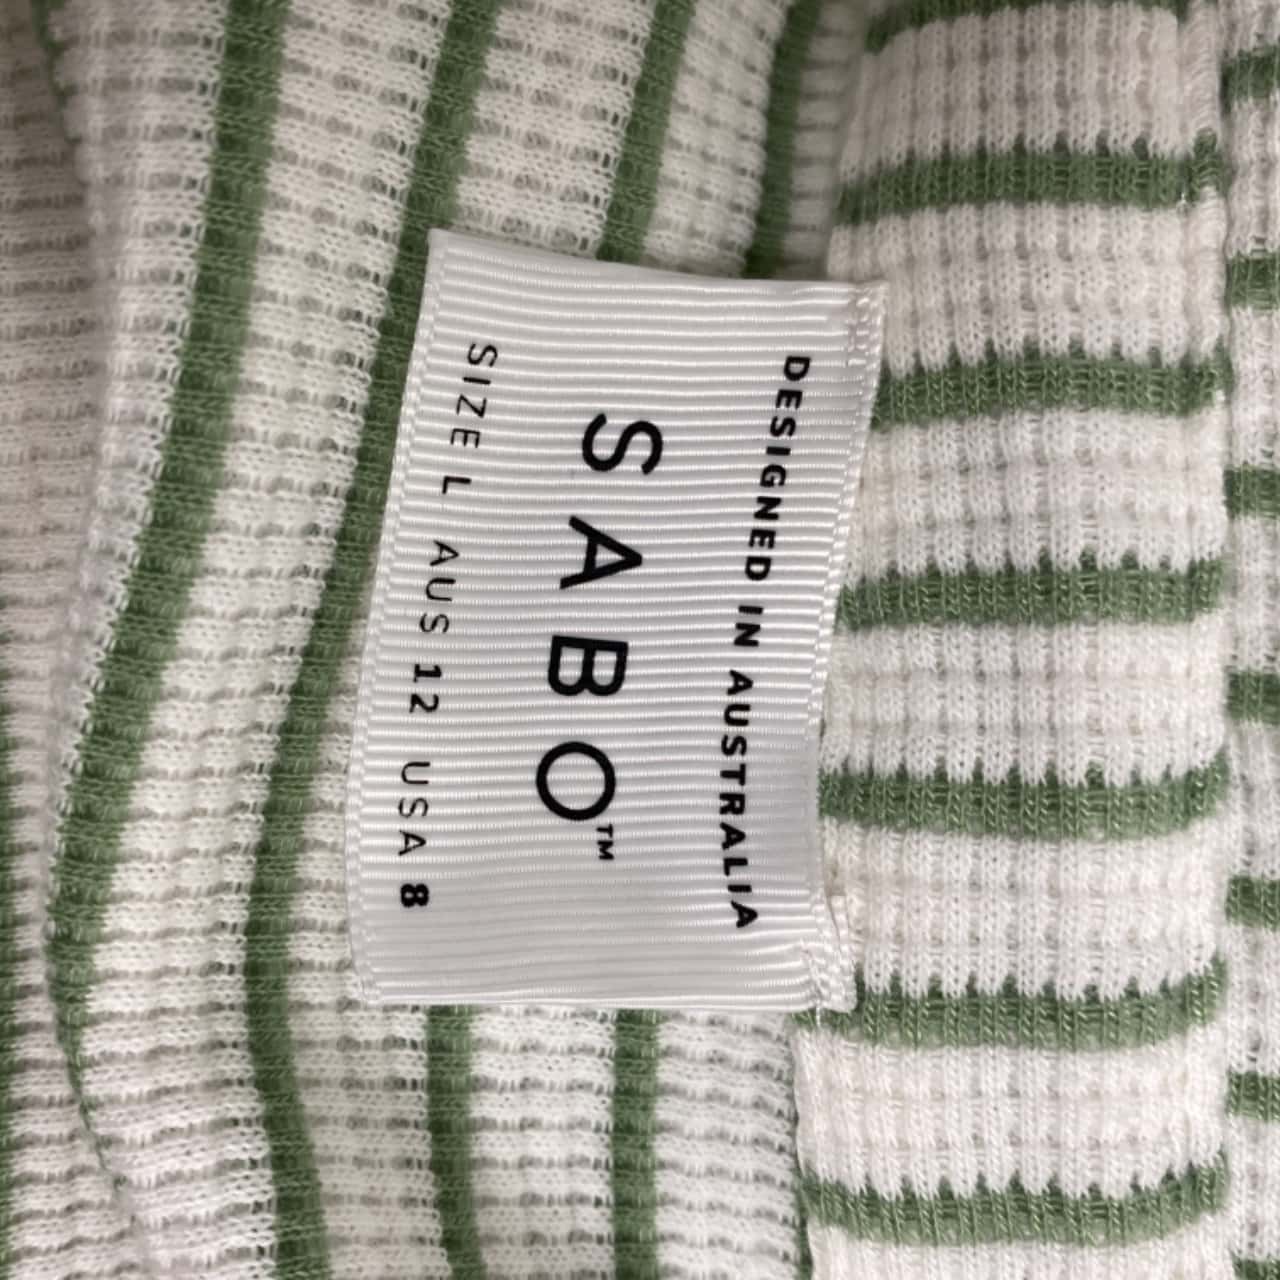 DESIGNED IN AUSTRALIA
SABO™
SIZE L AUS 12 USA 8